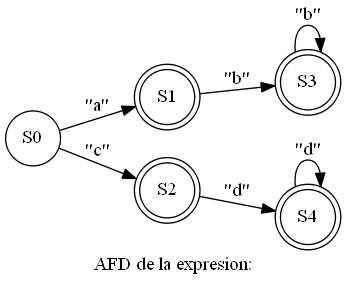 "b"
S3
"b"
S1
"a"
S0
"c"
"d"
S2
"d"
S4
AFD de la expresion: